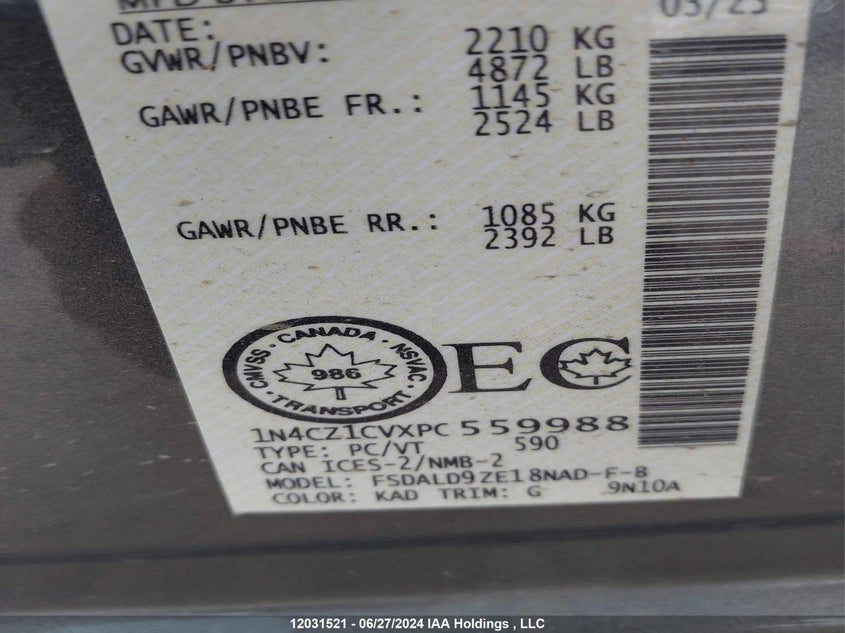 03/23
DATE:
GVWR/PNBV: 2210 KG
4872 LB
GAWR/PNBE FR.: 1145 KG
2524 LB
GAWR/PNBE RR.: 1085 KG
2392 LB
CMVSS · CANADA · NSVAC · TRANSPORT ·
986
EC
1N4CZ1CVXPC 559988
TYPE: PC/VT 590
CAN ICES-2/NMB-2
MODEL: FSDALD9ZE18NAD-F-B
COLOR: KAD TRIM: G 9N10A
12031521 - 06/27/2024 IAA Holdings , LLC